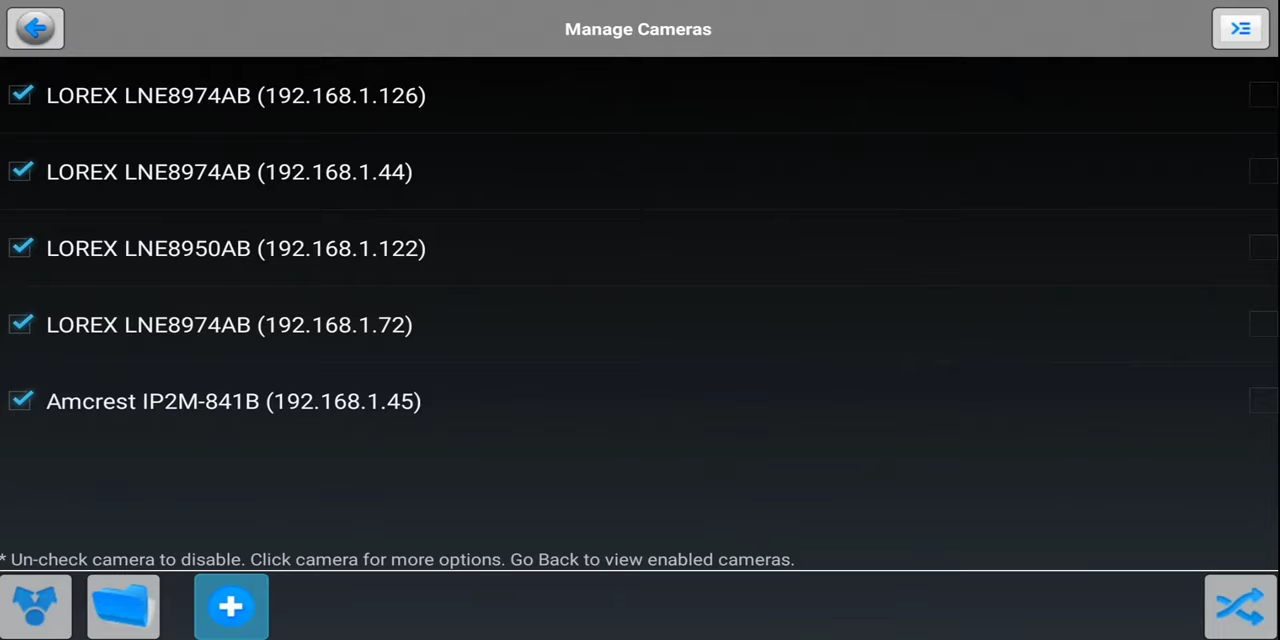 Manage Cameras
LOREX LNE8974AB (192.168.1.126)
LOREX LNE8974AB (192.168.1.44)
LOREX LNE8950AB (192.168.1.122)
LOREX LNE8974AB (192.168.1.72)
Amcrest IP2M-841B (192.168.1.45)
* Un-check camera to disable. Click camera for more options. Go Back to view enabled cameras.